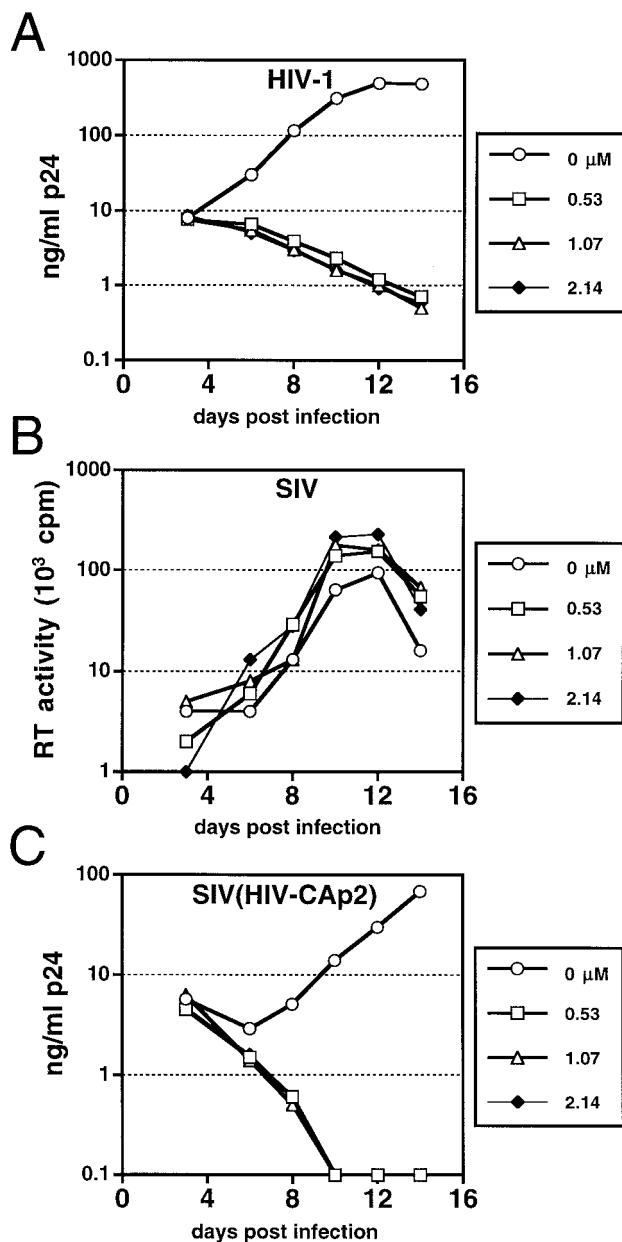 A
HIV-1
ng/ml p24
1000
100
10
1
0.1
0 4 8 12 16
days post infection
0 µM
0.53
1.07
2.14
B
SIV
RT activity (10³ cpm)
1000
100
10
1
0 4 8 12 16
days post infection
0 µM
0.53
1.07
2.14
C
SIV(HIV-CAp2)
ng/ml p24
100
10
1
0.1
0 4 8 12 16
days post infection
0 µM
0.53
1.07
2.14